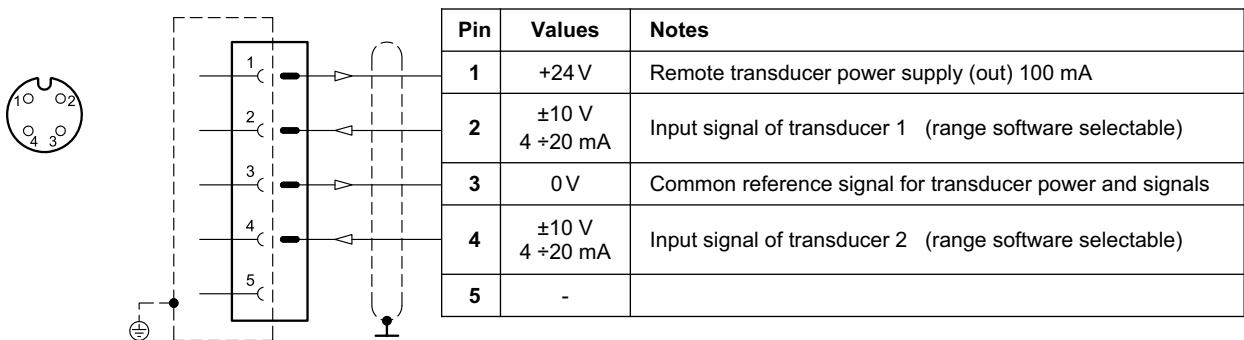 1 2
4 3
1
2
3
4
5
Pin Values Notes
1 +24 V Remote transducer power supply (out) 100 mA
2 ±10 V 4 ÷20 mA Input signal of transducer 1 (range software selectable)
3 0 V Common reference signal for transducer power and signals
4 ±10 V 4 ÷20 mA Input signal of transducer 2 (range software selectable)
5 -